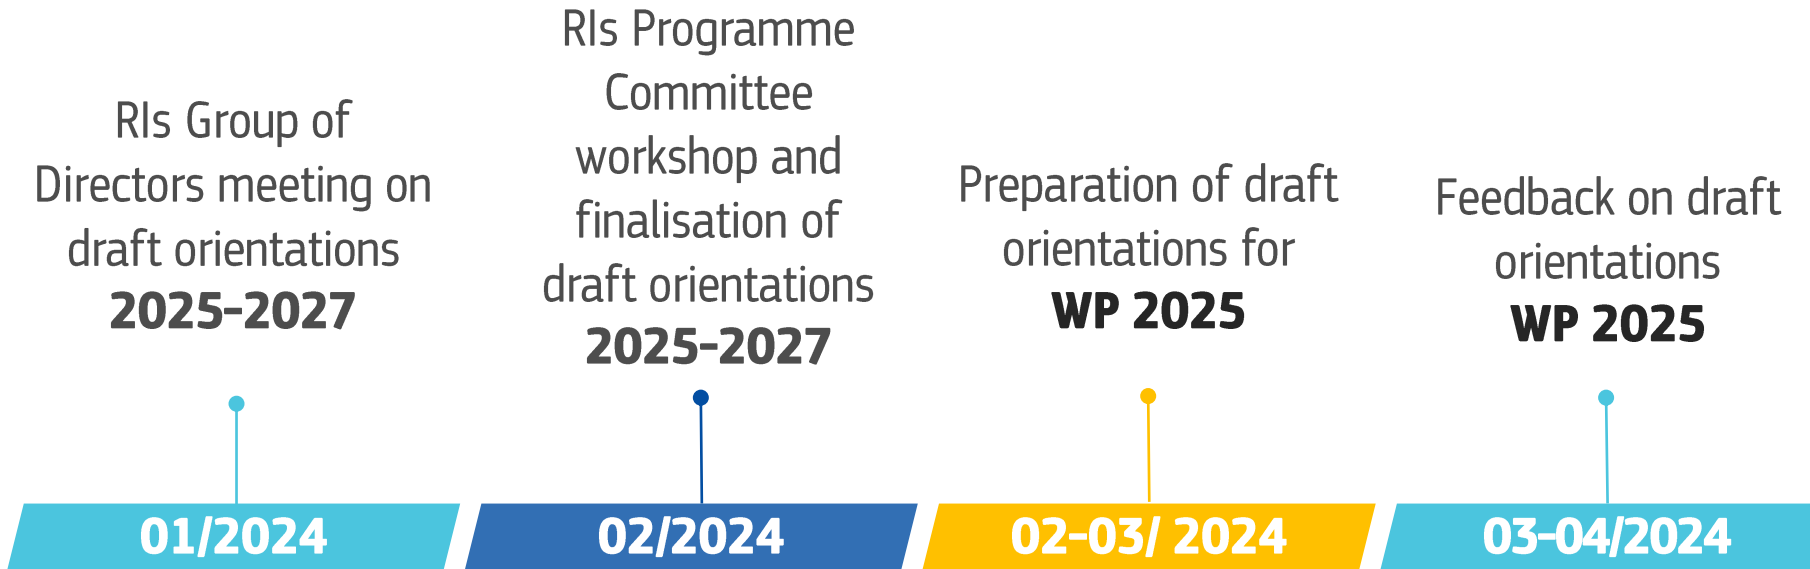 RIs Group of
Directors meeting on
draft orientations
2025-2027
RIs Programme
Committee
workshop and
finalisation of
draft orientations
2025-2027
Preparation of draft
orientations for
WP 2025
Feedback on draft
orientations
WP 2025
01/2024
02/2024
02-03/ 2024
03-04/2024